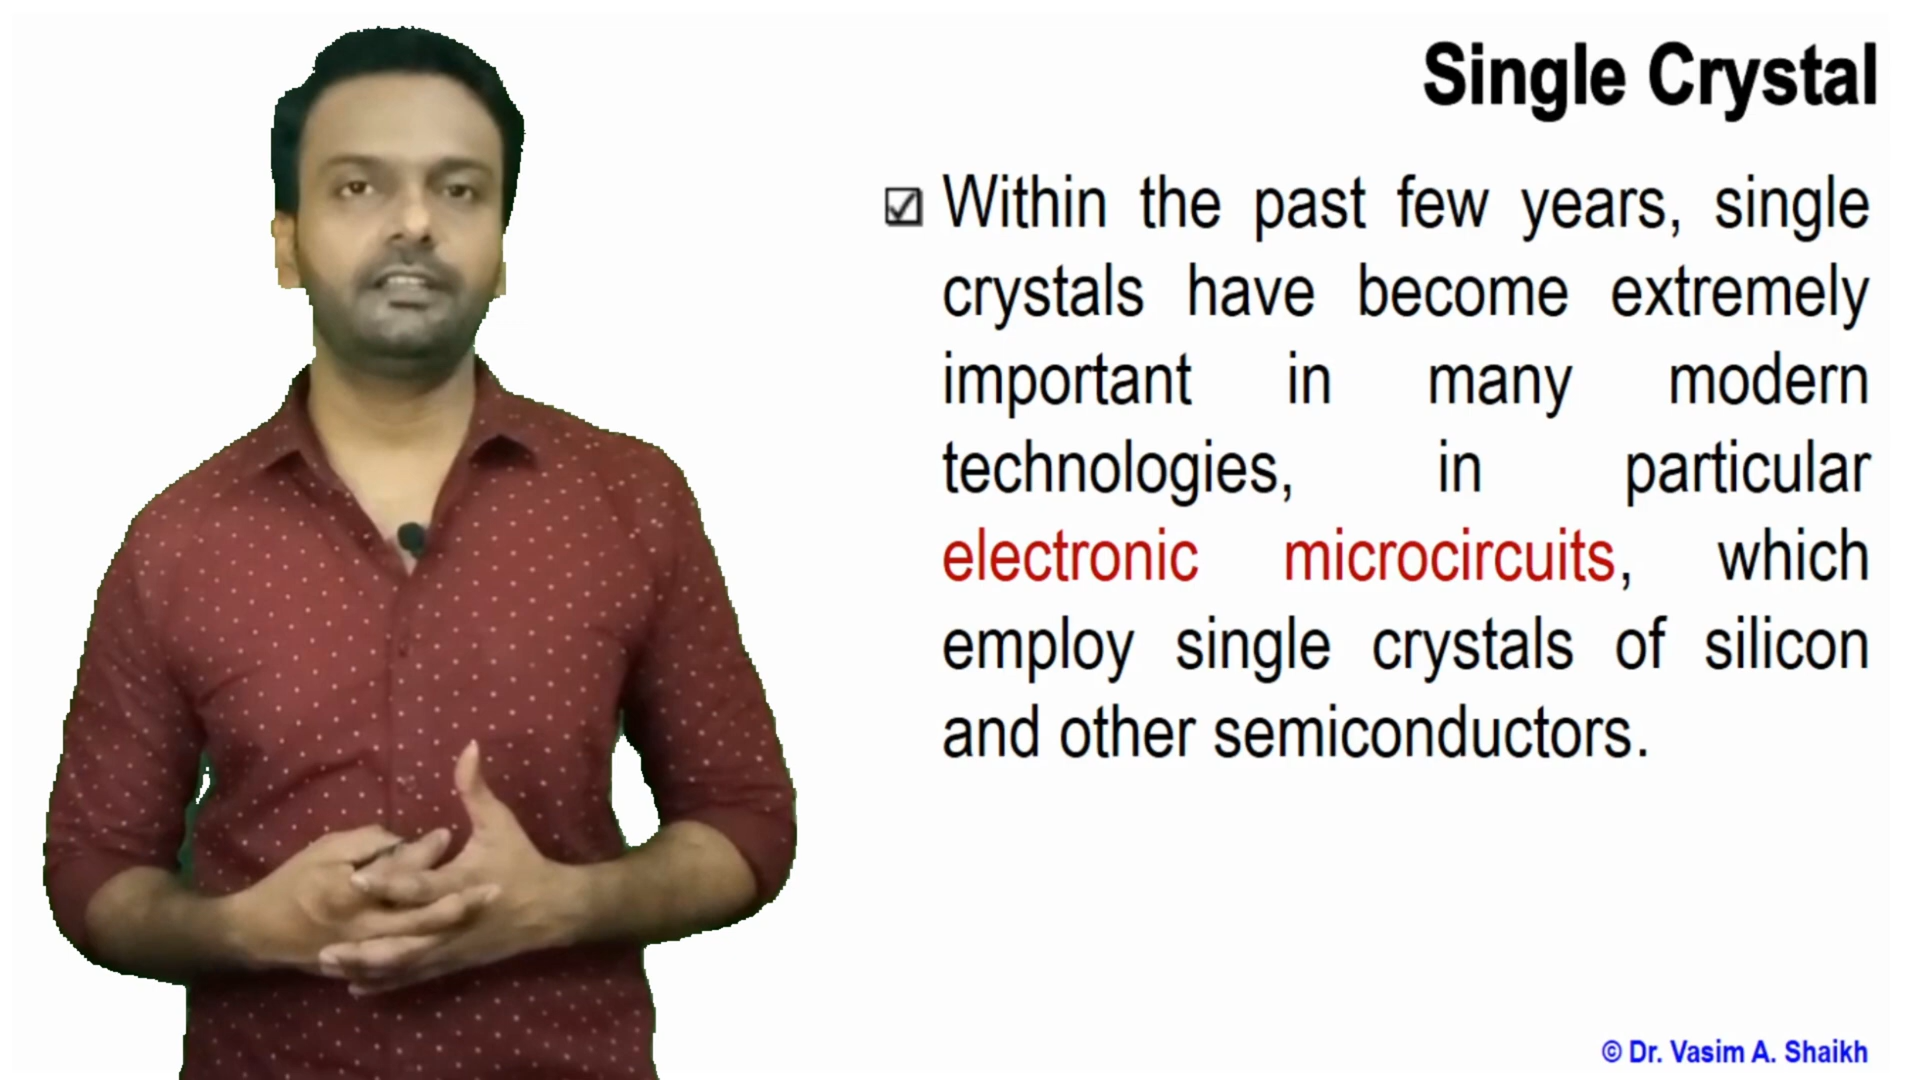 Single Crystal
Within the past few years, single
crystals have become extremely
important in many modern
technologies, in particular
electronic microcircuits, which
employ single crystals of silicon
and other semiconductors.
© Dr. Vasim A. Shaikh